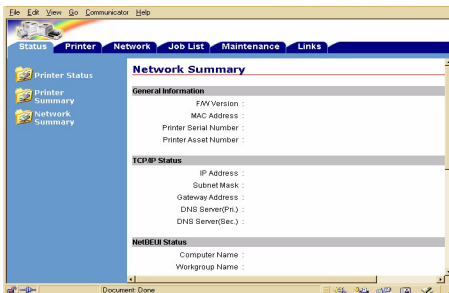 File Edit View Go Communicator Help
Status Printer Network Job List Maintenance Links
Printer Status
Printer
Summary
Network
Summary
Network Summary
General Information
F/W Version :
MAC Address :
Printer Serial Number :
Printer Asset Number :
TCP/IP Status
IP Address :
Subnet Mask :
Gateway Address :
DNS Server(Pri.) :
DNS Server(Sec.) :
NetBEUI Status
Computer Name :
Workgroup Name :
Document: Done